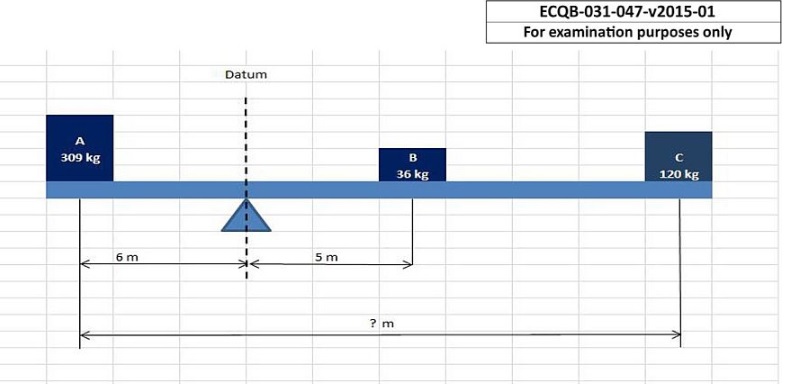 ECQB-031-047-v2015-01
For examination purposes only
Datum
A
309 kg
B
36 kg
C
120 kg
6 m
5 m
? m